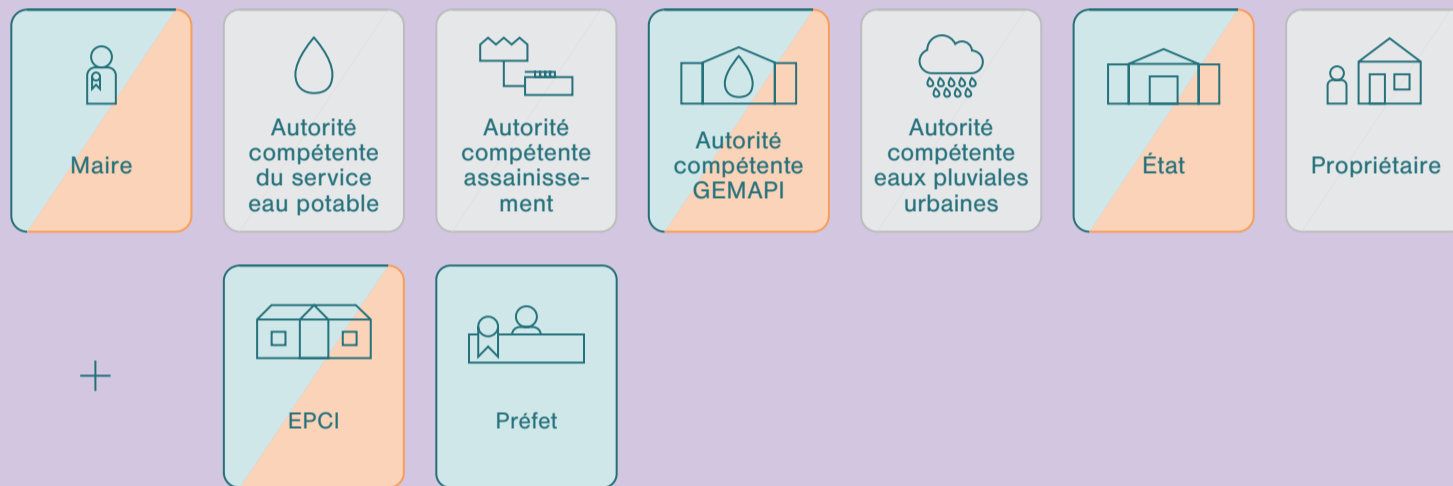 Maire
Autorité
compétente
du service
eau potable
Autorité
compétente
assainisse-
ment
Autorité
compétente
GEMAPI
Autorité
compétente
eaux pluviales
urbaines
État
Propriétaire
+
EPCI
Préfet